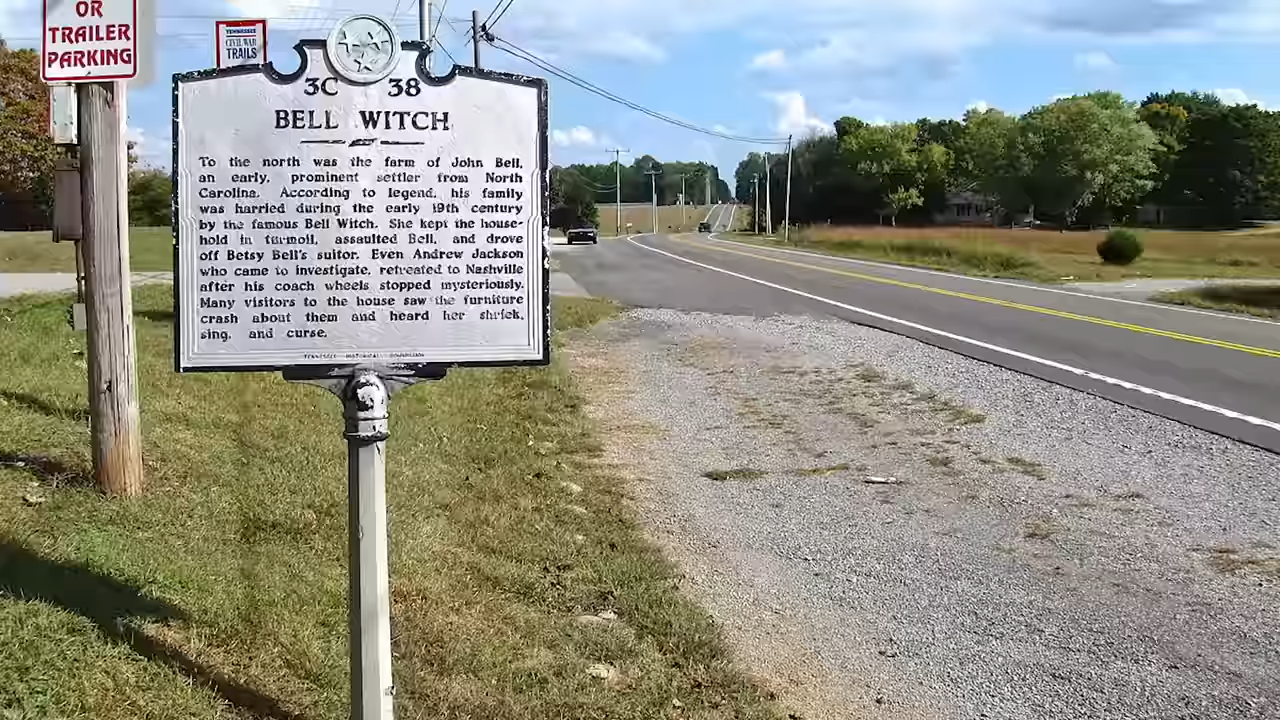 OR
TRAILER
PARKING
TENNESSEE
CIVIL WAR
TRAILS
3C 38
BELL WITCH
To the north was the farm of John Bell,
an early, prominent settler from North
Carolina. According to legend, his family
was harried during the early 19th century
by the famous Bell Witch. She kept the house-
hold in turmoil, assaulted Bell, and drove
off Betsy Bell's suitor. Even Andrew Jackson
who came to investigate, retreated to Nashville
after his coach wheels stopped mysteriously.
Many visitors to the house saw the furniture
crash about them and heard her shriek,
sing, and curse.
TENNESSEE HISTORICAL COMMISSION